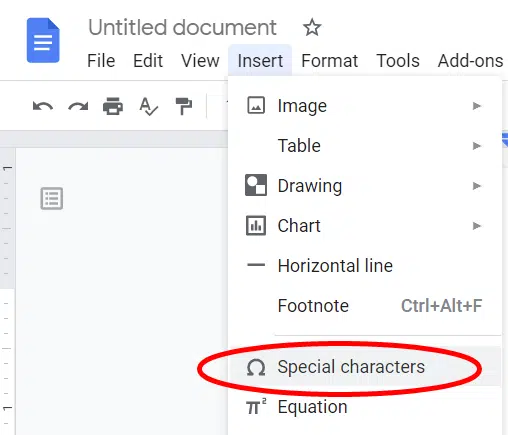 Untitled document
File Edit View Insert Format Tools Add-ons
Image
Table
Drawing
Chart
Horizontal line
Footnote Ctrl+Alt+F
Ω Special characters
π² Equation
1
1